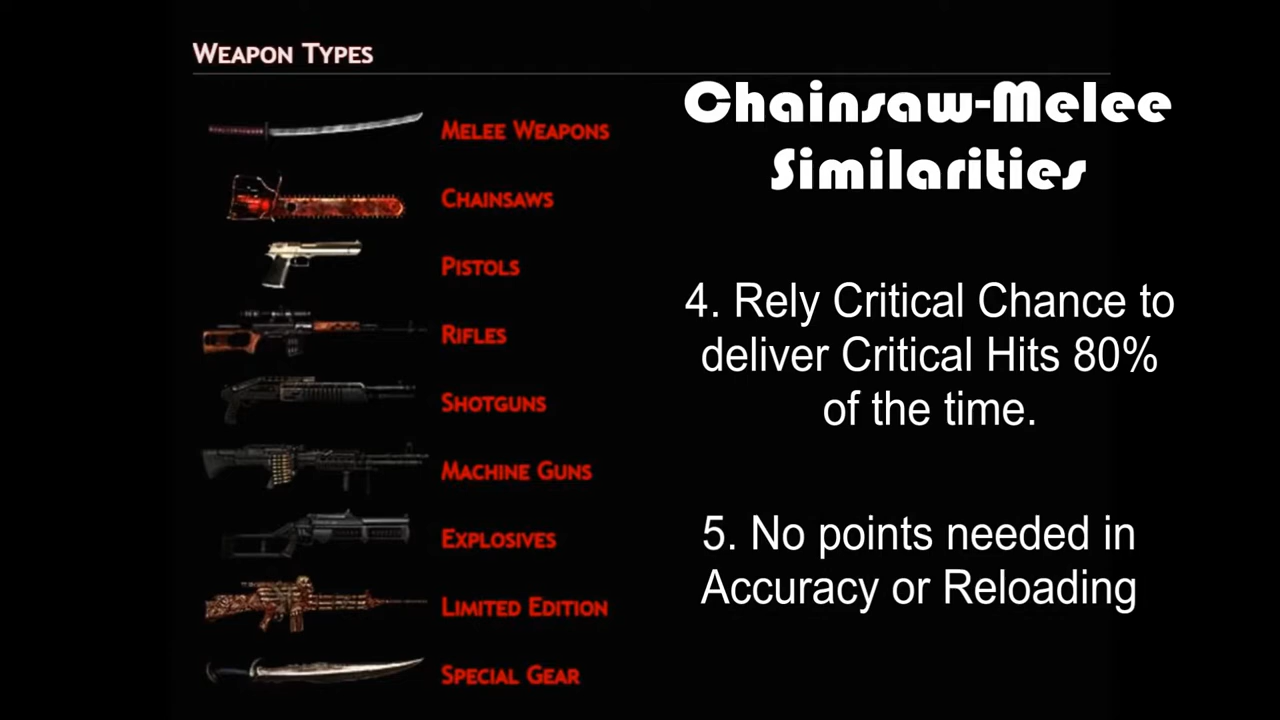 Weapon Types
Melee Weapons
Chainsaws
Pistols
Rifles
Shotguns
Machine Guns
Explosives
Limited Edition
Special Gear
Chainsaw-Melee
Similarities
4. Rely Critical Chance to
deliver Critical Hits 80%
of the time.
5. No points needed in
Accuracy or Reloading